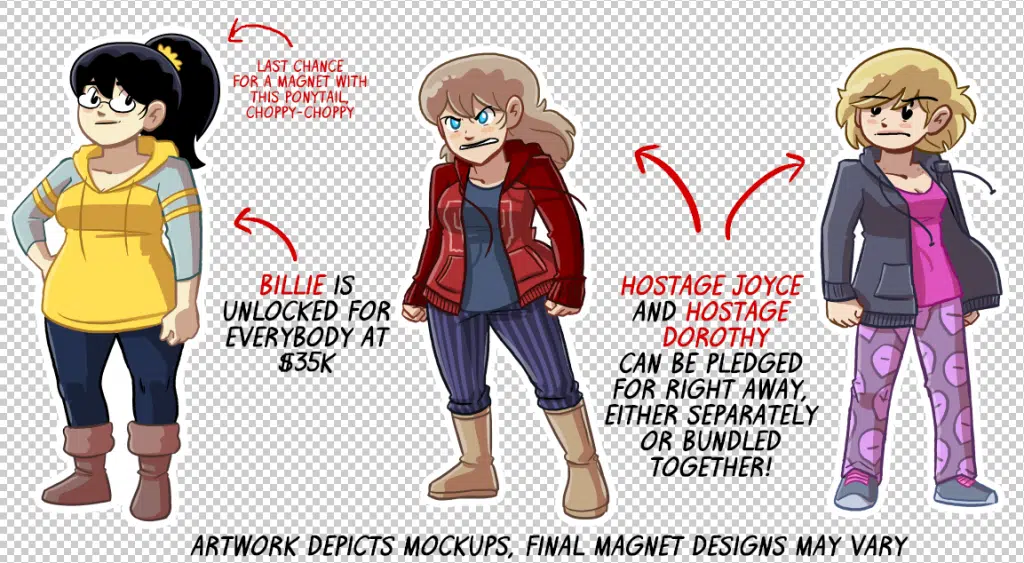 LAST CHANCE
FOR A MAGNET WITH
THIS PONYTAIL,
CHOPPY-CHOPPY
BILLIE IS
UNLOCKED FOR
EVERYBODY AT
$35K
HOSTAGE JOYCE
AND HOSTAGE
DOROTHY
CAN BE PLEDGED
FOR RIGHT AWAY,
EITHER SEPARATELY
OR BUNDLED
TOGETHER!
ARTWORK DEPICTS MOCKUPS, FINAL MAGNET DESIGNS MAY VARY